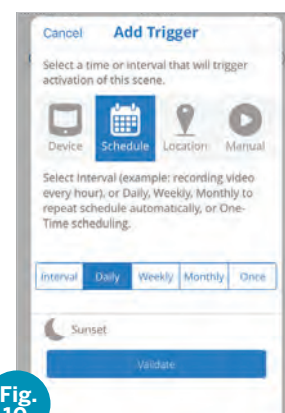 Cancel Add Trigger
Select a time or interval that will trigger
activation of this scene.
Device Schedule Location Manual
Select Interval (example: recording video
every hour), or Daily, Weekly, Monthly to
repeat schedule automatically, or One-
Time scheduling.
Interval Daily Weekly Monthly Once
Sunset
Validate
Fig.